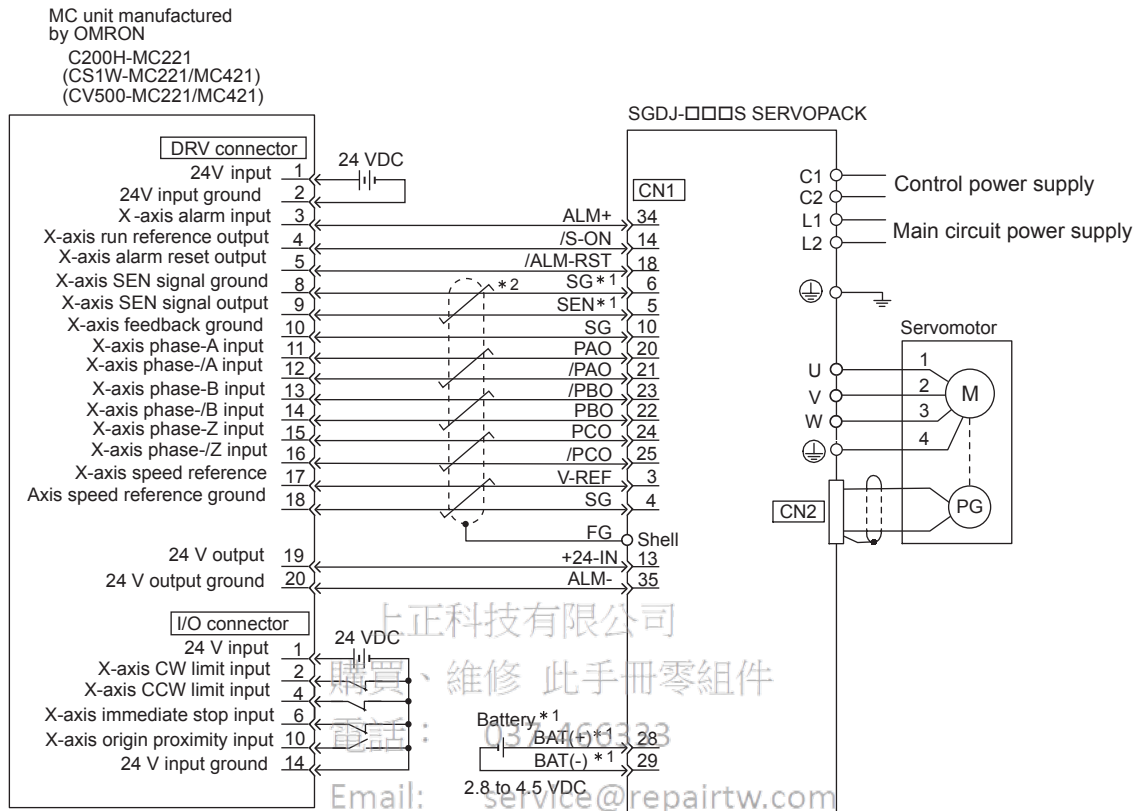 MC unit manufactured
by OMRON
C200H-MC221
(CS1W-MC221/MC421)
(CV500-MC221/MC421)
SGDJ-□□□S SERVOPACK
DRV connector
24 VDC
24V input 1
24V input ground 2
X-axis alarm input 3 ALM+ 34
X-axis run reference output 4 /S-ON 14
X-axis alarm reset output 5 /ALM-RST 18
X-axis SEN signal ground 8 *2 SG*1 6
X-axis SEN signal output 9 SEN*1 5
X-axis feedback ground 10 SG 10
X-axis phase-A input 11 PAO 20
X-axis phase-/A input 12 /PAO 21
X-axis phase-B input 13 /PBO 23
X-axis phase-/B input 14 PBO 22
X-axis phase-Z input 15 PCO 24
X-axis phase-/Z input 16 /PCO 25
X-axis speed reference 17 V-REF 3
Axis speed reference ground 18 SG 4
FG Shell
24 V output 19 +24-IN 13
24 V output ground 20 ALM- 35
CN1
C1
C2
Control power supply
L1
L2
Main circuit power supply
Servomotor
U 1
V 2
W 3
4
M
CN2
PG
I/O connector
24 VDC
24 V input 1
X-axis CW limit input 2
X-axis CCW limit input 4
X-axis immediate stop input 6
X-axis origin proximity input 10
24 V input ground 14
Battery*1
BAT(+)*1 28
BAT(-)*1 29
2.8 to 4.5 VDC
上正科技有限公司
購買、維修 此手冊零組件
電話： 037-466333
Email: service@repairtw.com